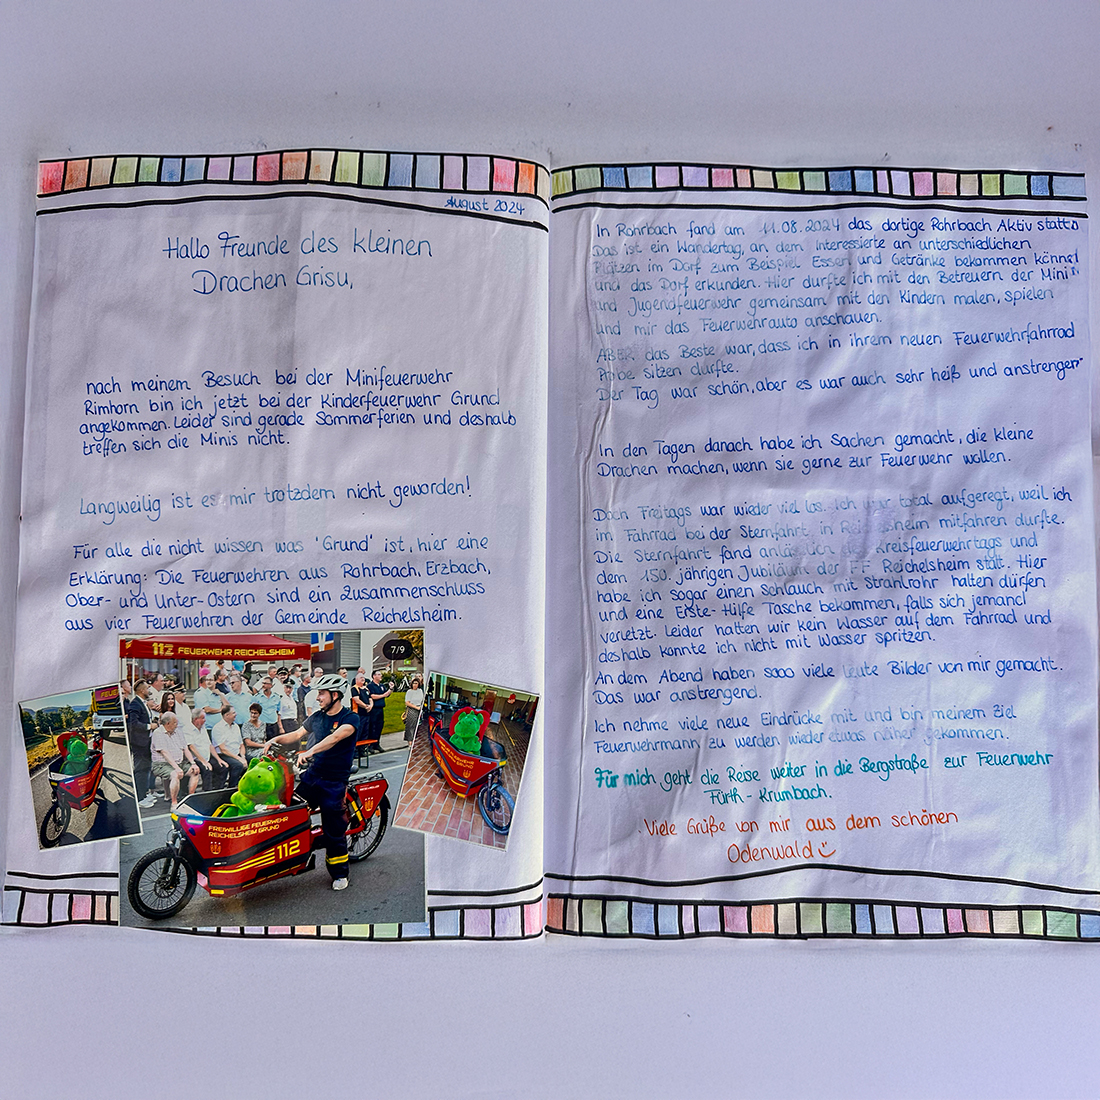 August 2024
Hallo Freunde des kleinen
Drachen Grisu,
nach meinem Besuch bei der Minifeuerwehr
Rimhorn bin ich jetzt bei der Kinderfeuerwehr Grund
angekommen. Leider sind gerade Sommerferien und deshalb
treffen sich die Minis nicht.
Langweilig ist es mir trotzdem nicht geworden!
Für alle die nicht wissen was 'Grund' ist, hier eine
Erklärung: Die Feuerwehren aus Rohrbach, Erzbach,
Ober- und Unter-Ostern sind ein Zusammenschluss
aus vier Feuerwehren der Gemeinde Reichelsheim.
112 FEUERWEHR REICHELSHEIM
7/9
FREIWILLIGE FEUERWEHR
REICHELSHEIM GRUND
112
In Rohrbach fand am 11.08.2024 das dortige Rohrbach Aktiv statt.
Das ist ein Wandertag, an dem Interessierte an unterschiedlichen
Plätzen im Dorf zum Beispiel Essen und Getränke bekommen können
und das Dorf erkunden. Hier durfte ich mit den Betreuern der Mini-
und Jugendfeuerwehr gemeinsam mit den Kindern malen, spielen
und mir das Feuerwehrauto anschauen.
ABER das Beste war, dass ich in ihrem neuen Feuerwehrfahrrad
Probe sitzen durfte.
Der Tag war schön, aber es war auch sehr heiß und anstrengend
In den Tagen danach habe ich Sachen gemacht, die kleine
Drachen machen, wenn sie gerne zur Feuerwehr wollen.
Doch Freitags war wieder viel los. Ich war total aufgeregt, weil ich
im Fahrrad bei der Sternfahrt in Reichelsheim mitfahren durfte.
Die Sternfahrt fand anlässlich des Kreisfeuerwehrtags und
dem 150. jährigen Jubiläum der FF Reichelsheim statt. Hier
habe ich sogar einen Schlauch mit Strahlrohr halten dürfen
und eine Erste-Hilfe Tasche bekommen, falls sich jemand
verletzt. Leider hatten wir kein Wasser auf dem Fahrrad und
deshalb konnte ich nicht mit Wasser spritzen.
An dem Abend haben sooo viele Leute Bilder von mir gemacht.
Das war anstrengend.
Ich nehme viele neue Eindrücke mit und bin meinem Ziel
Feuerwehrmann zu werden wieder etwas näher gekommen.
Für mich geht die Reise weiter in die Bergstraße zur Feuerwehr
Fürth - Krumbach.
Viele Grüße von mir aus dem schönen
Odenwald